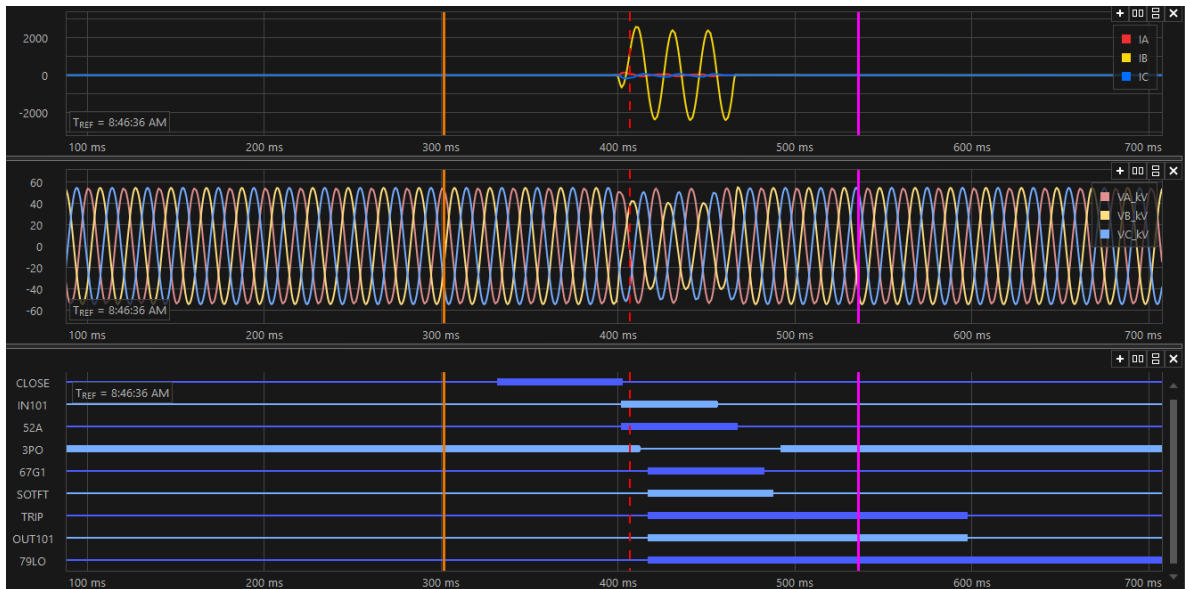 2000
0
-2000
IA
IB
IC
TREF = 8:46:36 AM
100 ms 200 ms 300 ms 400 ms 500 ms 600 ms 700 ms
60
40
20
0
-20
-40
-60
VA_kV
VB_kV
VC_kV
TREF = 8:46:36 AM
100 ms 200 ms 300 ms 400 ms 500 ms 600 ms 700 ms
CLOSE
TREF = 8:46:36 AM
IN101
52A
3PO
67G1
SOTFT
TRIP
OUT101
79LO
100 ms 200 ms 300 ms 400 ms 500 ms 600 ms 700 ms